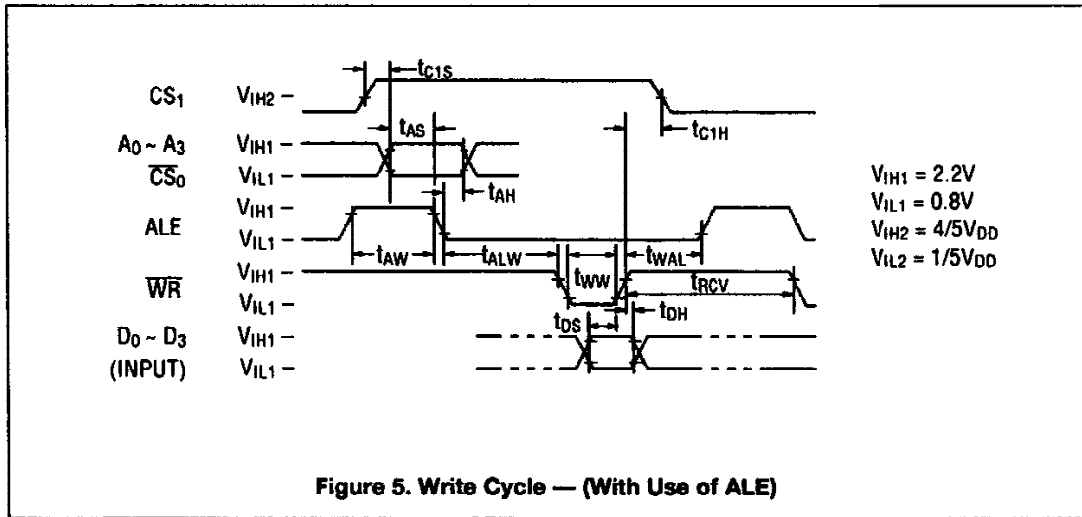 tC1S
CS1 VIH2 –
tAS
tC1H
A0 ~ A3 VIH1 –
CS0 VIL1 –
tAH
VIH1 = 2.2V
VIL1 = 0.8V
VIH2 = 4/5VDD
VIL2 = 1/5VDD
ALE VIH1 –
VIL1 –
tAW tALW tWW tWAL
WR VIH1 –
VIL1 –
tRCV
tDS tDH
D0 ~ D3 VIH1 –
(INPUT) VIL1 –
Figure 5. Write Cycle — (With Use of ALE)